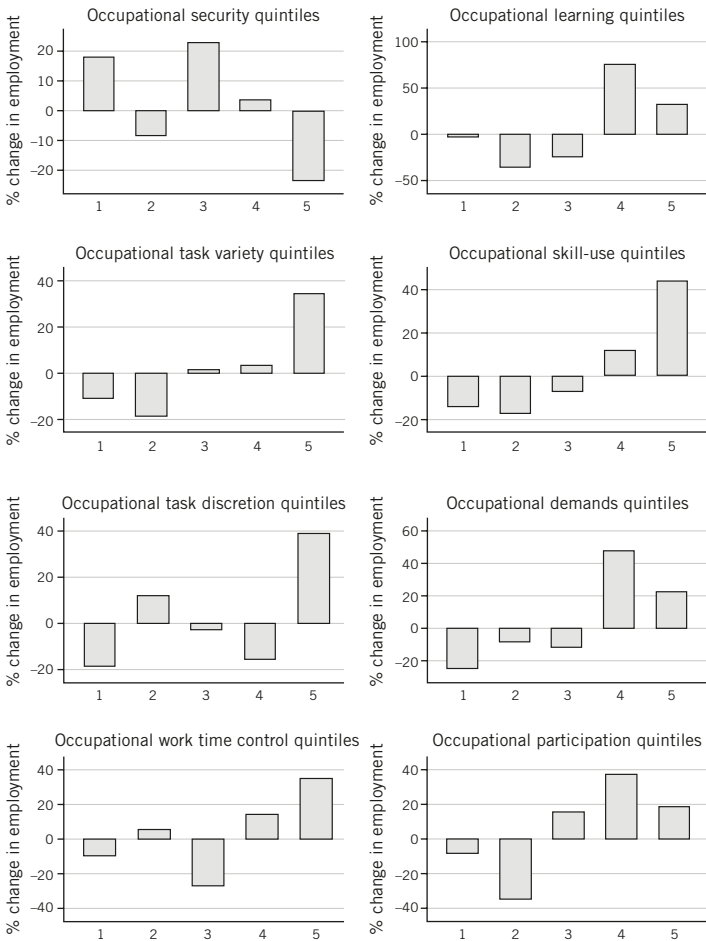 Occupational security quintiles
% change in employment
20
10
0
–10
–20
1 2 3 4 5
Occupational learning quintiles
% change in employment
100
50
0
–50
1 2 3 4 5
Occupational task variety quintiles
% change in employment
40
20
0
–20
1 2 3 4 5
Occupational skill-use quintiles
% change in employment
40
20
0
–20
1 2 3 4 5
Occupational task discretion quintiles
% change in employment
40
20
0
–20
1 2 3 4 5
Occupational demands quintiles
% change in employment
60
40
20
0
–20
1 2 3 4 5
Occupational work time control quintiles
% change in employment
40
20
0
–20
–40
1 2 3 4 5
Occupational participation quintiles
% change in employment
40
20
0
–20
–40
1 2 3 4 5